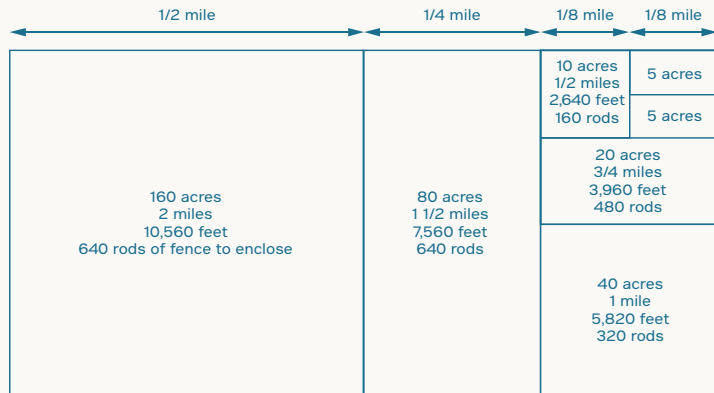 1/2 mile
1/4 mile
1/8 mile
1/8 mile
160 acres
2 miles
10,560 feet
640 rods of fence to enclose
80 acres
1 1/2 miles
7,560 feet
640 rods
10 acres
1/2 miles
2,640 feet
160 rods
5 acres
5 acres
20 acres
3/4 miles
3,960 feet
480 rods
40 acres
1 mile
5,820 feet
320 rods